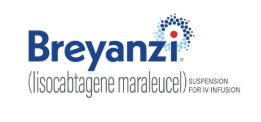 Breyanzi®
(lisocabtagene maraleucel) SUSPENSION
FOR IV INFUSION